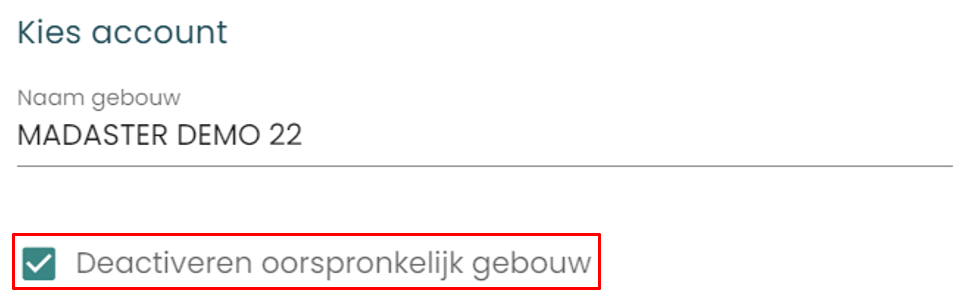 Kies account
Naam gebouw
MADASTER DEMO 22
Deactiveren oorspronkelijk gebouw